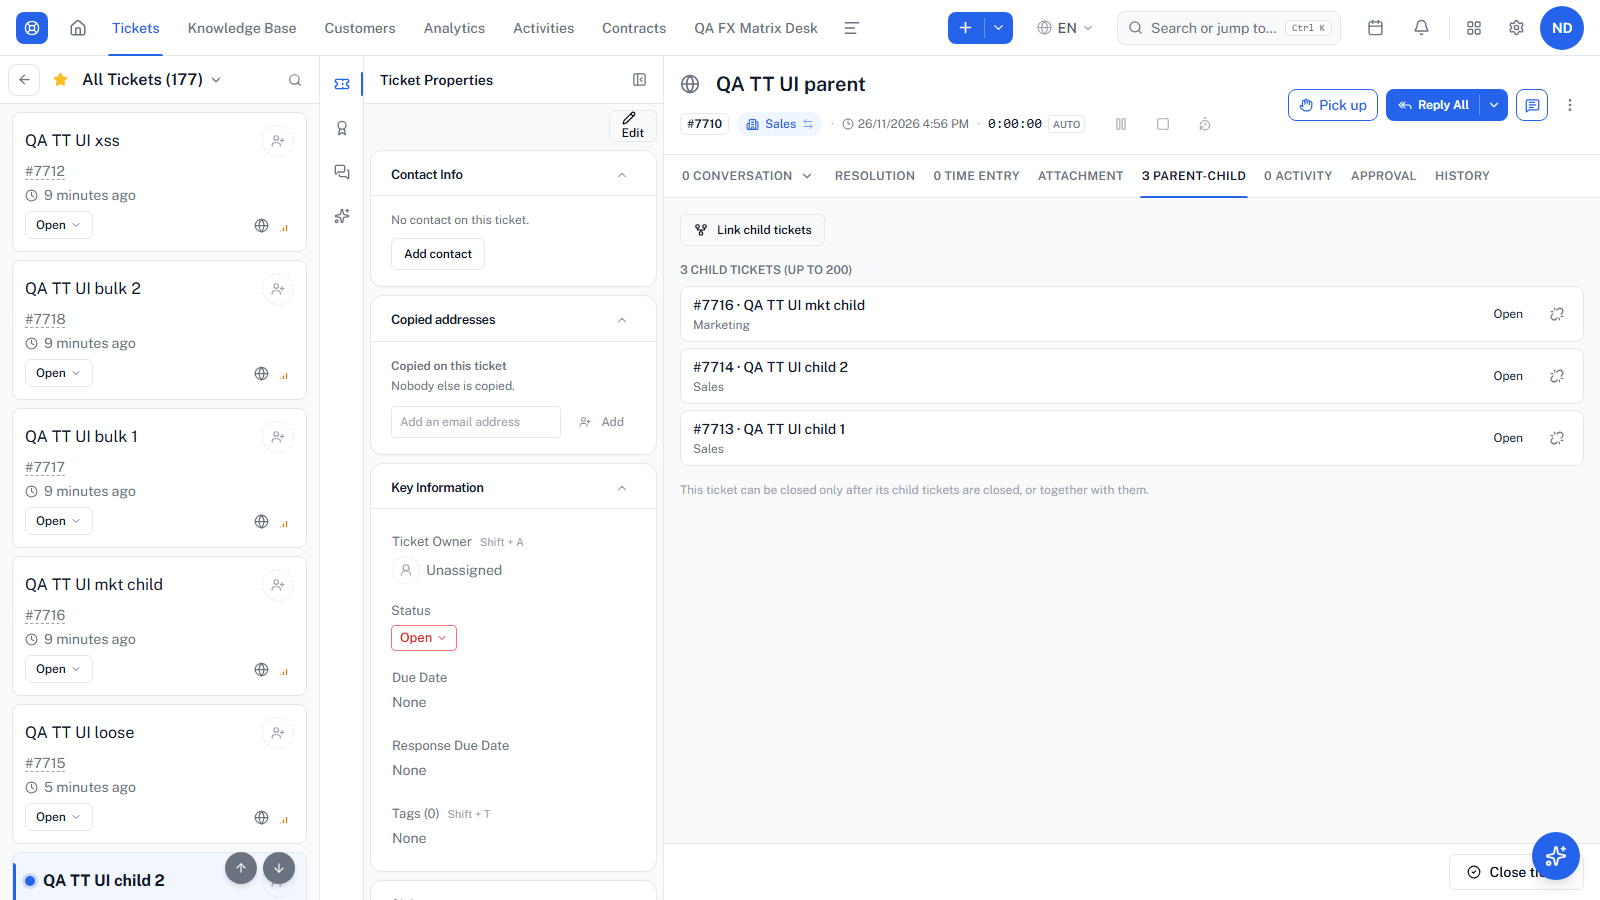 Tickets
Knowledge Base
Customers
Analytics
Activities
Contracts
QA FX Matrix Desk
EN
Search or jump to...
Ctrl K
ND
All Tickets (177)
QA TT UI xss
#7712
9 minutes ago
Open
QA TT UI bulk 2
#7718
9 minutes ago
Open
QA TT UI bulk 1
#7717
9 minutes ago
Open
QA TT UI mkt child
#7716
9 minutes ago
Open
QA TT UI loose
#7715
5 minutes ago
Open
QA TT UI child 2
Ticket Properties
Edit
Contact Info
No contact on this ticket.
Add contact
Copied addresses
Copied on this ticket
Nobody else is copied.
Add an email address
Add
Key Information
Ticket Owner Shift + A
Unassigned
Status
Open
Due Date
None
Response Due Date
None
Tags (0) Shift + T
None
QA TT UI parent
#7710
Sales
· 26/11/2026 4:56 PM · 0:00:00 AUTO
Pick up
Reply All
0 CONVERSATION
RESOLUTION
0 TIME ENTRY
ATTACHMENT
3 PARENT-CHILD
0 ACTIVITY
APPROVAL
HISTORY
Link child tickets
3 CHILD TICKETS (UP TO 200)
#7716 · QA TT UI mkt child
Marketing
Open
#7714 · QA TT UI child 2
Sales
Open
#7713 · QA TT UI child 1
Sales
Open
This ticket can be closed only after its child tickets are closed, or together with them.
Close